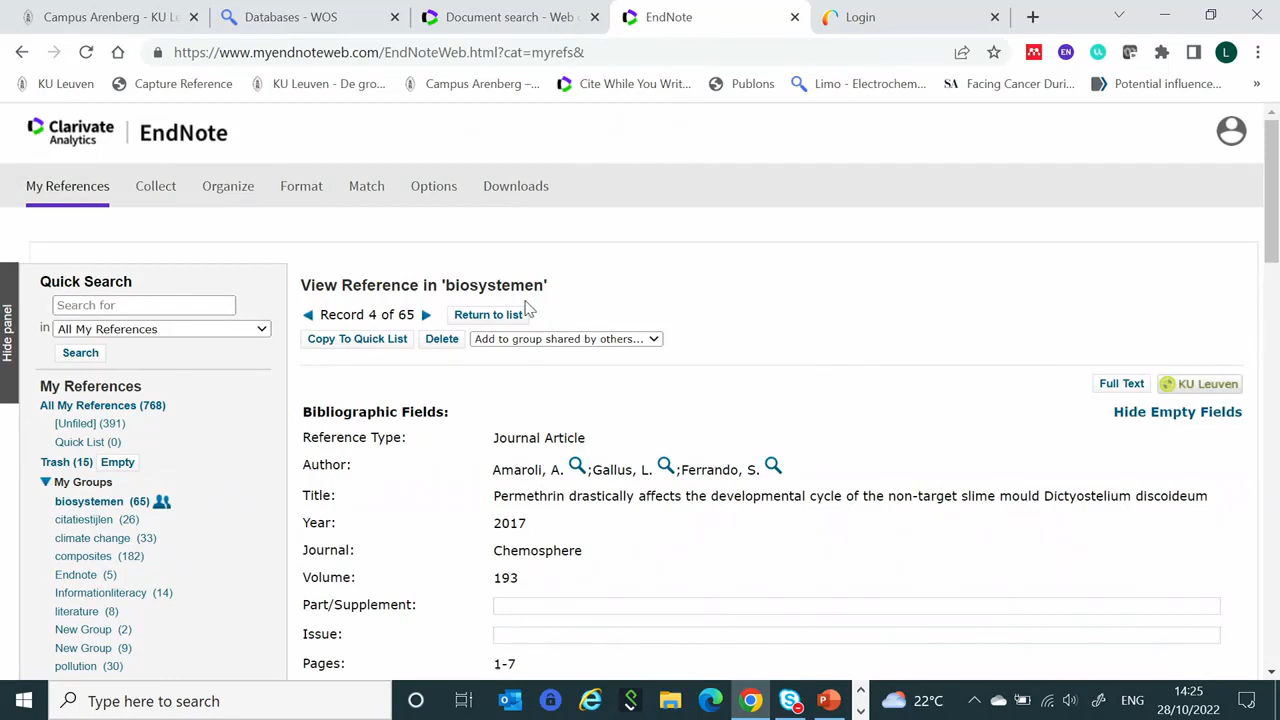 Campus Arenberg - KU L
Databases - WOS
Document search - Web
EndNote
Login
https://www.myendnoteweb.com/EndNoteWeb.html?cat=myrefs&
EN
L
KU Leuven
Capture Reference
KU Leuven - De gro...
Campus Arenberg –...
Cite While You Writ...
Publons
Limo - Electrochem...
SA
Facing Cancer Duri...
Potential influence...
»
Clarivate
Analytics
EndNote
My References
Collect
Organize
Format
Match
Options
Downloads
Hide panel
Quick Search
Search for
in
All My References
Search
My References
All My References (768)
[Unfiled] (391)
Quick List (0)
Trash (15)
Empty
My Groups
biosystemen (65)
citatiestijlen (26)
climate change (33)
composites (182)
Endnote (5)
Informationliteracy (14)
literature (8)
New Group (2)
New Group (9)
pollution (30)
View Reference in 'biosystemen'
Record 4 of 65
Return to list
Copy To Quick List
Delete
Add to group shared by others...
Full Text
KU Leuven
Bibliographic Fields:
Hide Empty Fields
Reference Type:
Journal Article
Author:
Amaroli, A. ;Gallus, L. ;Ferrando, S.
Title:
Permethrin drastically affects the developmental cycle of the non-target slime mould Dictyostelium discoideum
Year:
2017
Journal:
Chemosphere
Volume:
193
Part/Supplement:
Issue:
Pages:
1-7
Type here to search
22°C
ENG
14:25
28/10/2022